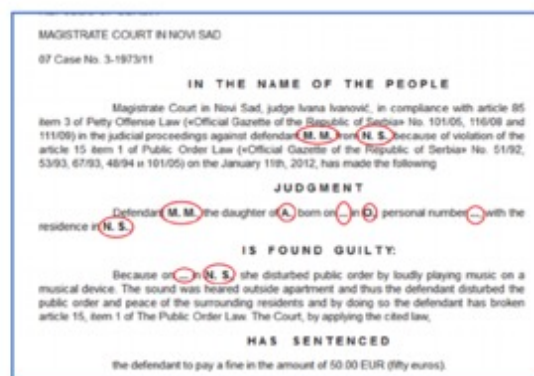 MAGISTRATE COURT IN NOVI SAD
07 Case No. 3-1973/11
IN THE NAME OF THE PEOPLE
Magistrate Court in Novi Sad, judge Ivana Ivanović, in compliance with article 85
item 3 of Petty Offense Law («Official Gazette of the Republic of Serbia» No. 101/05, 116/08 and
111/09) in the judicial proceedings against defendant M. M. from N. S. because of violation of the
article 15 item 1 of Public Order Law («Official Gazette of the Republic of Serbia» No. 51/92,
53/93, 67/93, 48/94 и 101/05) on the January 11th, 2012, has made the following
JUDGMENT
Defendant M. M. the daughter of A. born on ... in D. personal number ... with the
residence in N. S.
IS FOUND GUILTY:
Because on ... in N. S. she disturbed public order by loudly playing music on a
musical device. The sound was heared outside apartment and thus the defendant disturbed the
public order and peace of the surrounding residents and by doing so the defendant has broken
article 15, item 1 of The Public Order Law. The Court, by applying the cited law,
HAS SENTENCED
the defendant to pay a fine in the amount of 50.00 EUR (fifty euros).